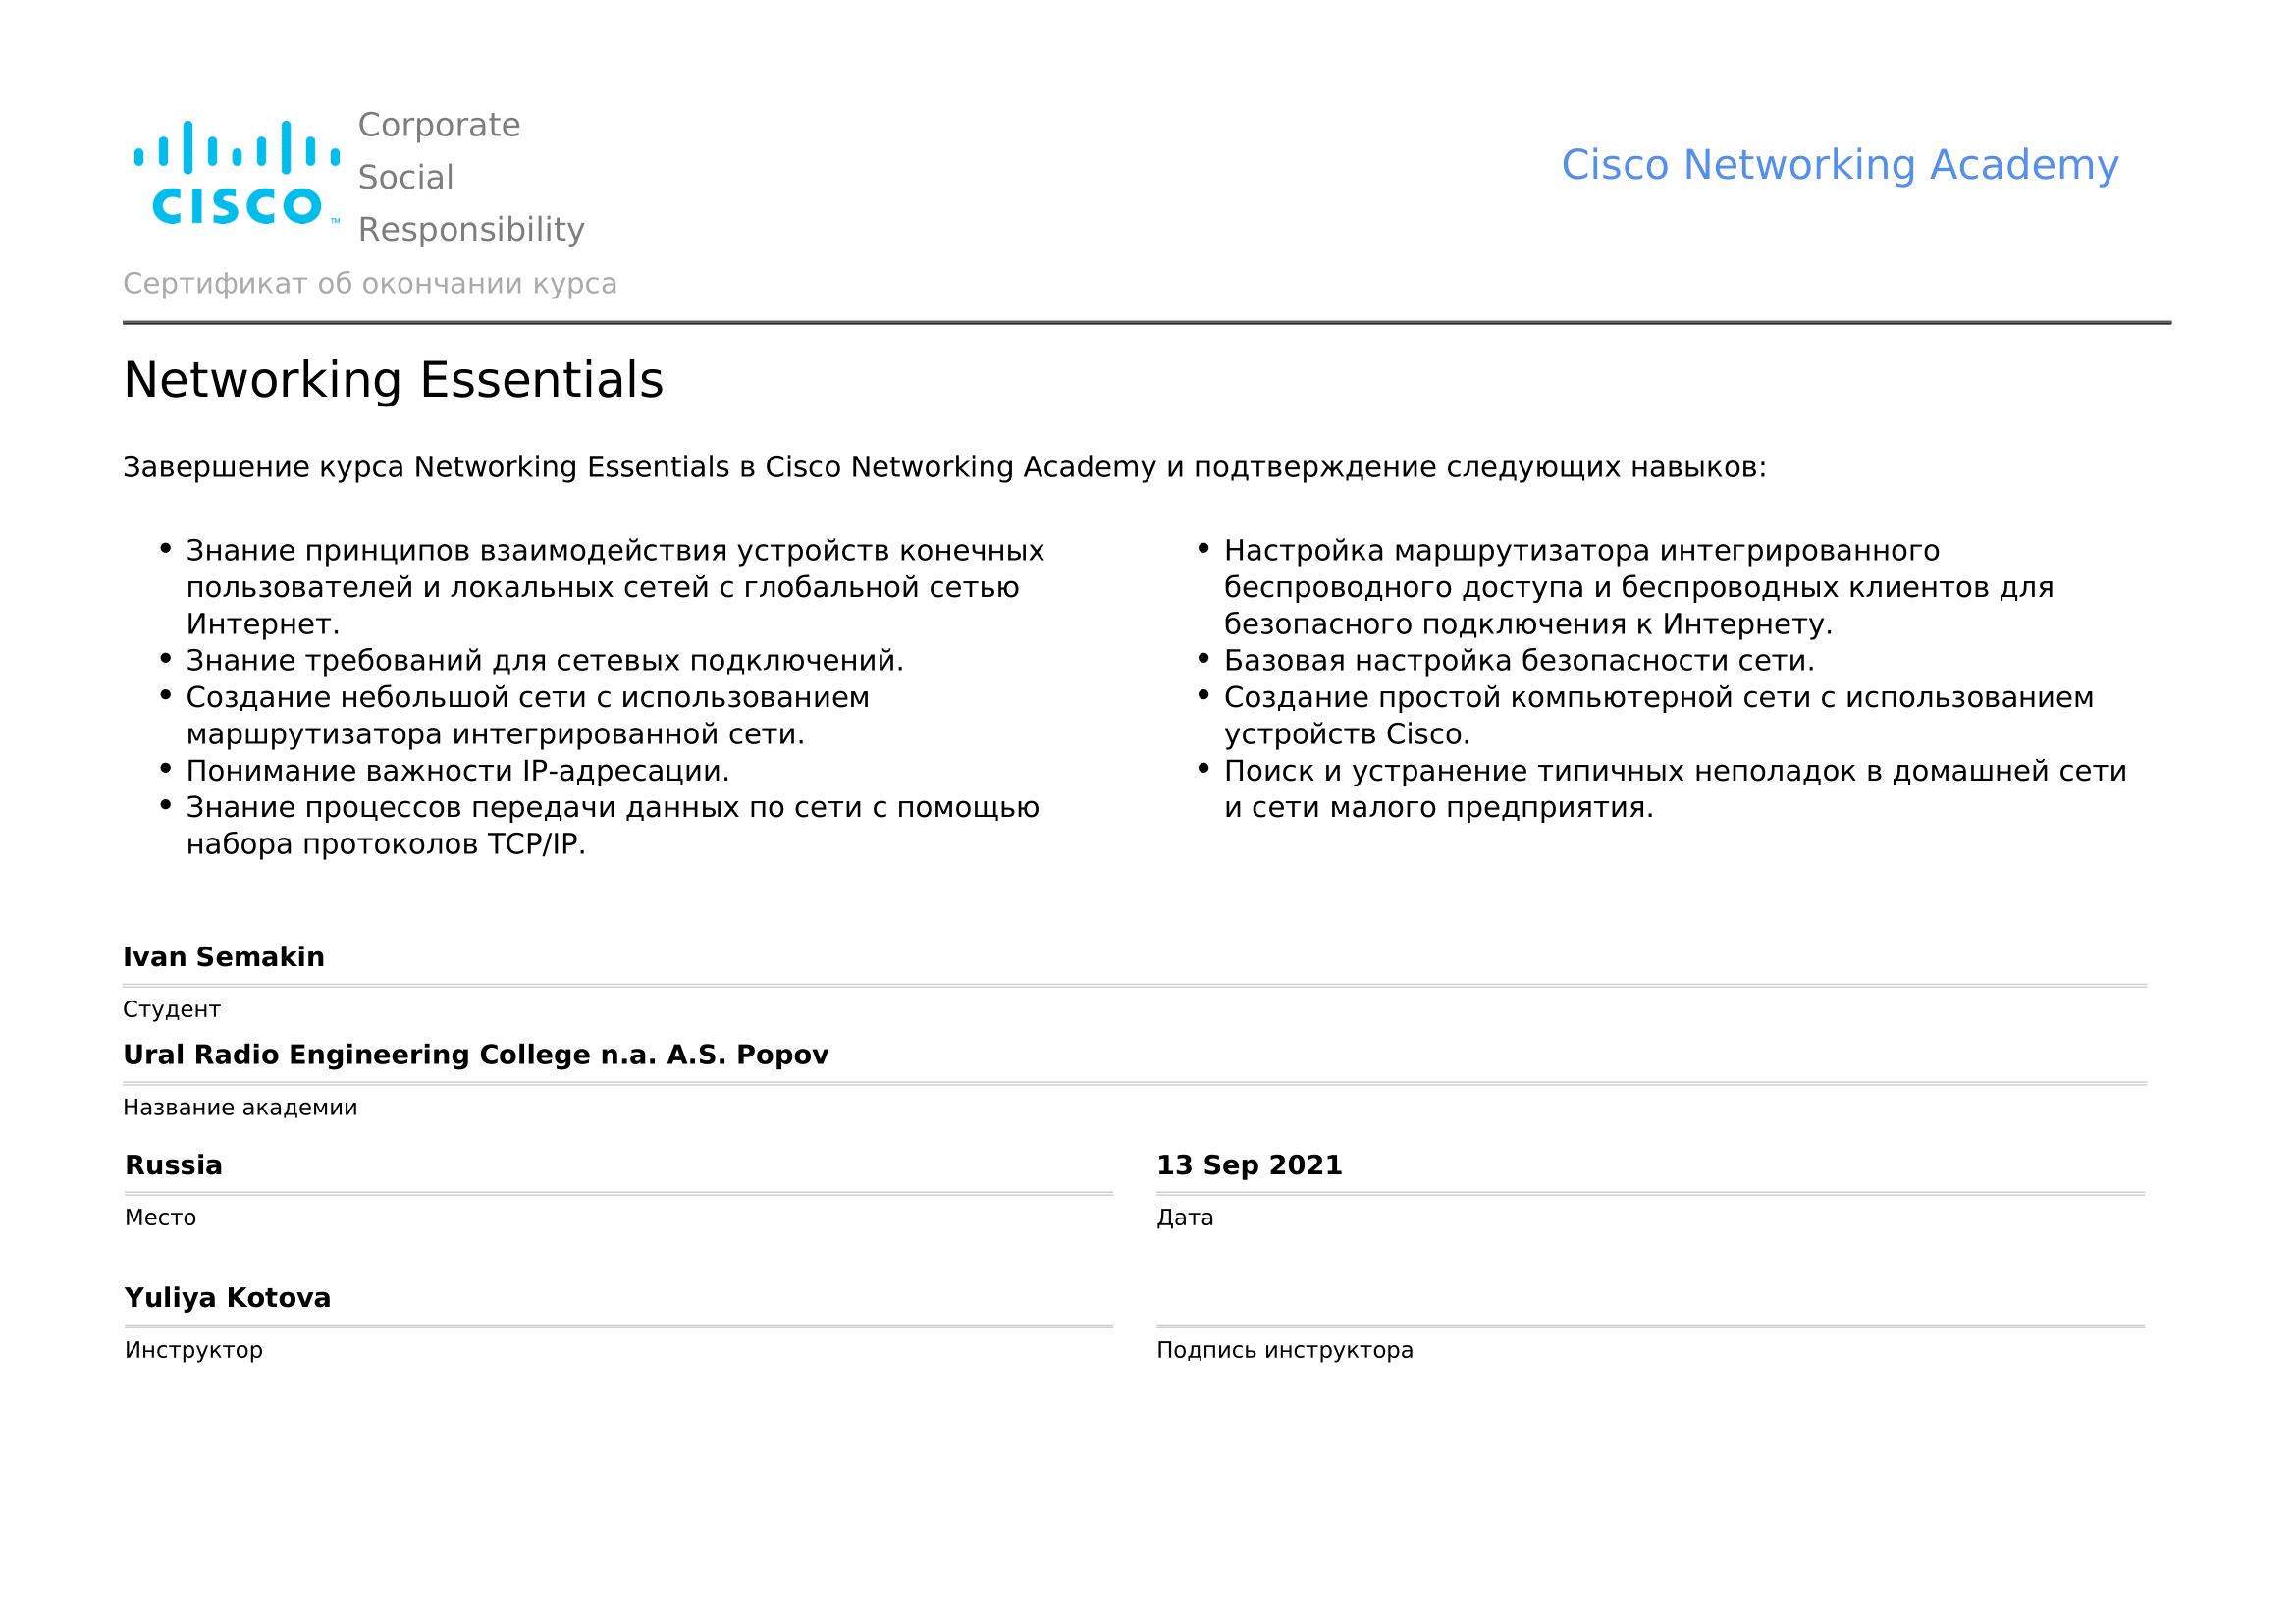 Corporate
Social
Responsibility
CISCO™
Cisco Networking Academy
Сертификат об окончании курса
Networking Essentials
Завершение курса Networking Essentials в Cisco Networking Academy и подтверждение следующих навыков:
• Знание принципов взаимодействия устройств конечных
пользователей и локальных сетей с глобальной сетью
Интернет.
• Знание требований для сетевых подключений.
• Создание небольшой сети с использованием
маршрутизатора интегрированной сети.
• Понимание важности IP-адресации.
• Знание процессов передачи данных по сети с помощью
набора протоколов TCP/IP.
• Настройка маршрутизатора интегрированного
беспроводного доступа и беспроводных клиентов для
безопасного подключения к Интернету.
• Базовая настройка безопасности сети.
• Создание простой компьютерной сети с использованием
устройств Cisco.
• Поиск и устранение типичных неполадок в домашней сети
и сети малого предприятия.
Ivan Semakin
Студент
Ural Radio Engineering College n.a. A.S. Popov
Название академии
Russia
Место
13 Sep 2021
Дата
Yuliya Kotova
Инструктор
Подпись инструктора